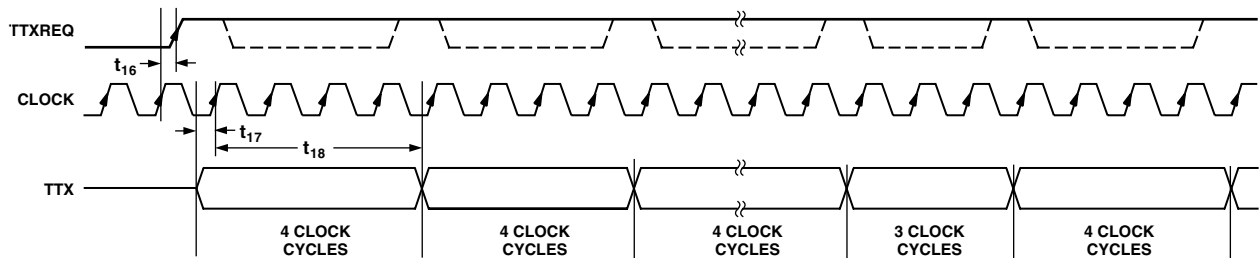 TTXREQ
t16
CLOCK
t17
t18
TTX
4 CLOCK
CYCLES
4 CLOCK
CYCLES
4 CLOCK
CYCLES
3 CLOCK
CYCLES
4 CLOCK
CYCLES